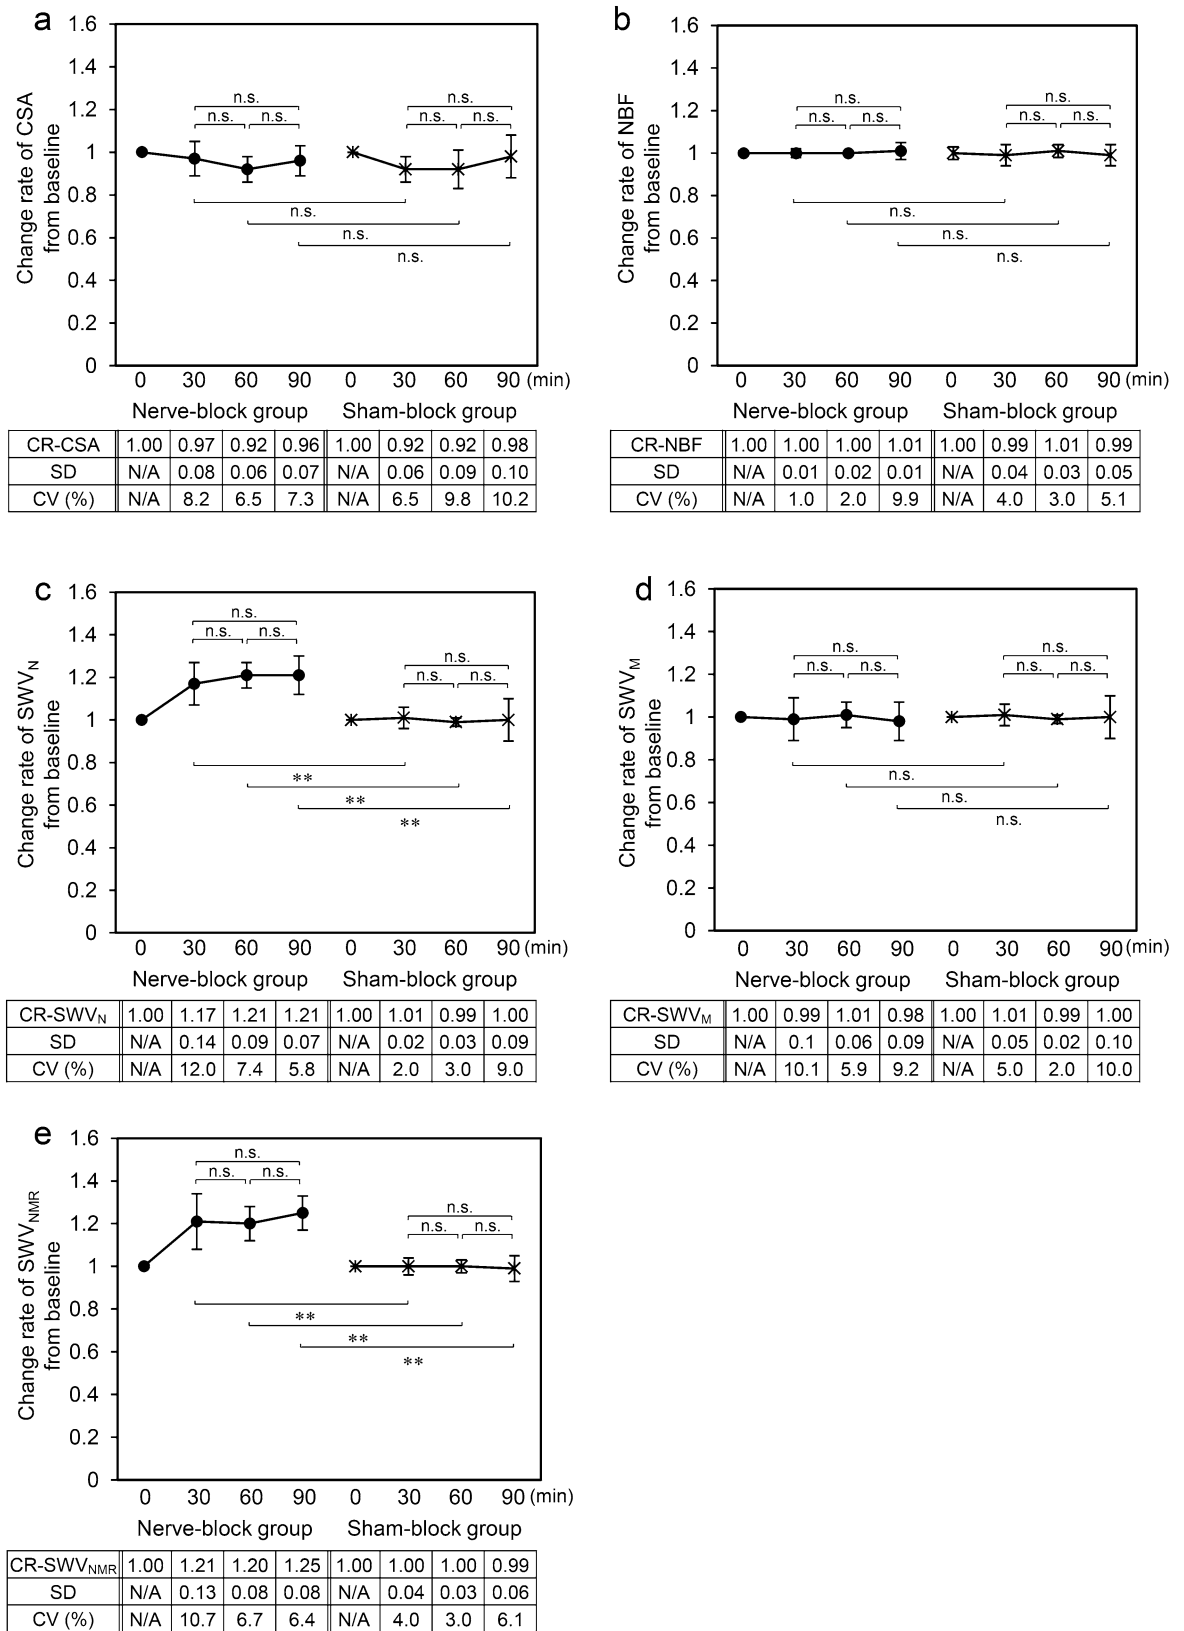 a
Change rate of CSA
from baseline
1.6
1.4
1.2
1
0.8
0.6
0.4
0.2
0
n.s.
n.s. n.s.
n.s.
n.s. n.s.
n.s.
n.s.
n.s.
0 30 60 90 0 30 60 90 (min)
Nerve-block group Sham-block group
CR-CSA 1.00 0.97 0.92 0.96 1.00 0.92 0.92 0.98
SD N/A 0.08 0.06 0.07 N/A 0.06 0.09 0.10
CV (%) N/A 8.2 6.5 7.3 N/A 6.5 9.8 10.2
b
Change rate of NBF
from baseline
1.6
1.4
1.2
1
0.8
0.6
0.4
0.2
0
n.s.
n.s. n.s.
n.s.
n.s. n.s.
n.s.
n.s.
n.s.
0 30 60 90 0 30 60 90 (min)
Nerve-block group Sham-block group
CR-NBF 1.00 1.00 1.00 1.01 1.00 0.99 1.01 0.99
SD N/A 0.01 0.02 0.01 N/A 0.04 0.03 0.05
CV (%) N/A 1.0 2.0 9.9 N/A 4.0 3.0 5.1
c
Change rate of SWVN
from baseline
1.6
1.4
1.2
1
0.8
0.6
0.4
0.2
0
n.s.
n.s. n.s.
n.s.
n.s. n.s.
**
**
**
0 30 60 90 0 30 60 90 (min)
Nerve-block group Sham-block group
CR-SWVN 1.00 1.17 1.21 1.21 1.00 1.01 0.99 1.00
SD N/A 0.14 0.09 0.07 N/A 0.02 0.03 0.09
CV (%) N/A 12.0 7.4 5.8 N/A 2.0 3.0 9.0
d
Change rate of SWVM
from baseline
1.6
1.4
1.2
1
0.8
0.6
0.4
0.2
0
n.s.
n.s. n.s.
n.s.
n.s. n.s.
n.s.
n.s.
n.s.
0 30 60 90 0 30 60 90 (min)
Nerve-block group Sham-block group
CR-SWVM 1.00 0.99 1.01 0.98 1.00 1.01 0.99 1.00
SD N/A 0.1 0.06 0.09 N/A 0.05 0.02 0.10
CV (%) N/A 10.1 5.9 9.2 N/A 5.0 2.0 10.0
e
Change rate of SWVNMR
from baseline
1.6
1.4
1.2
1
0.8
0.6
0.4
0.2
0
n.s.
n.s. n.s.
n.s.
n.s. n.s.
**
**
**
0 30 60 90 0 30 60 90 (min)
Nerve-block group Sham-block group
CR-SWVNMR 1.00 1.21 1.20 1.25 1.00 1.00 1.00 0.99
SD N/A 0.13 0.08 0.08 N/A 0.04 0.03 0.06
CV (%) N/A 10.7 6.7 6.4 N/A 4.0 3.0 6.1